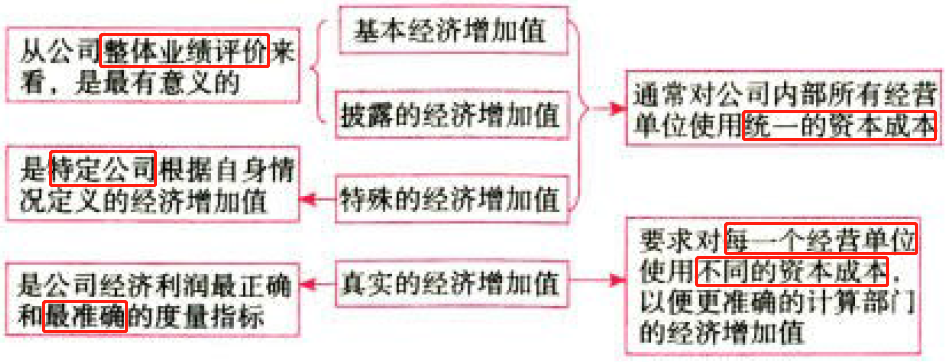 从公司整体业绩评价来
看，是最有意义的
基本经济增加值
披露的经济增加值
通常对公司内部所有经营
单位使用统一的资本成本
是特定公司根据自身情
况定义的经济增加值
特殊的经济增加值
是公司经济利润最正确
和最准确的度量指标
真实的经济增加值
要求对每一个经营单位
使用不同的资本成本，
以便更准确的计算部门
的经济增加值